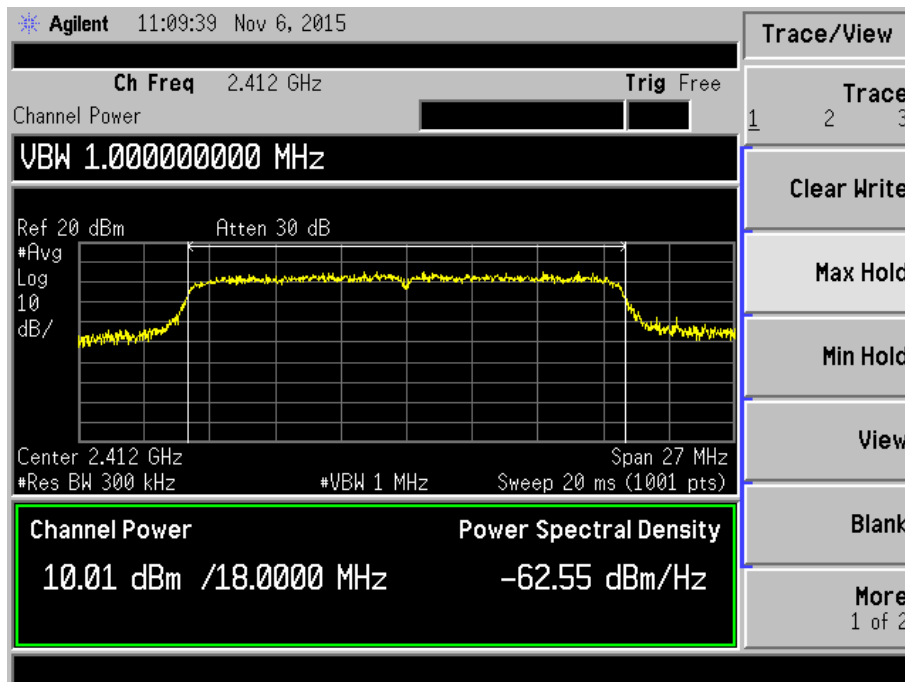 Agilent 11:09:39 Nov 6, 2015
Trace/View
Ch Freq 2.412 GHz Trig Free
Channel Power
Trace
1 2 3
VBW 1.000000000 MHz
Clear Write
Ref 20 dBm Atten 30 dB
#Avg
Log
10
dB/
Max Hold
Min Hold
View
Center 2.412 GHz Span 27 MHz
#Res BW 300 kHz #VBW 1 MHz Sweep 20 ms (1001 pts)
Blank
Channel Power Power Spectral Density
10.01 dBm /18.0000 MHz -62.55 dBm/Hz
More
1 of 2